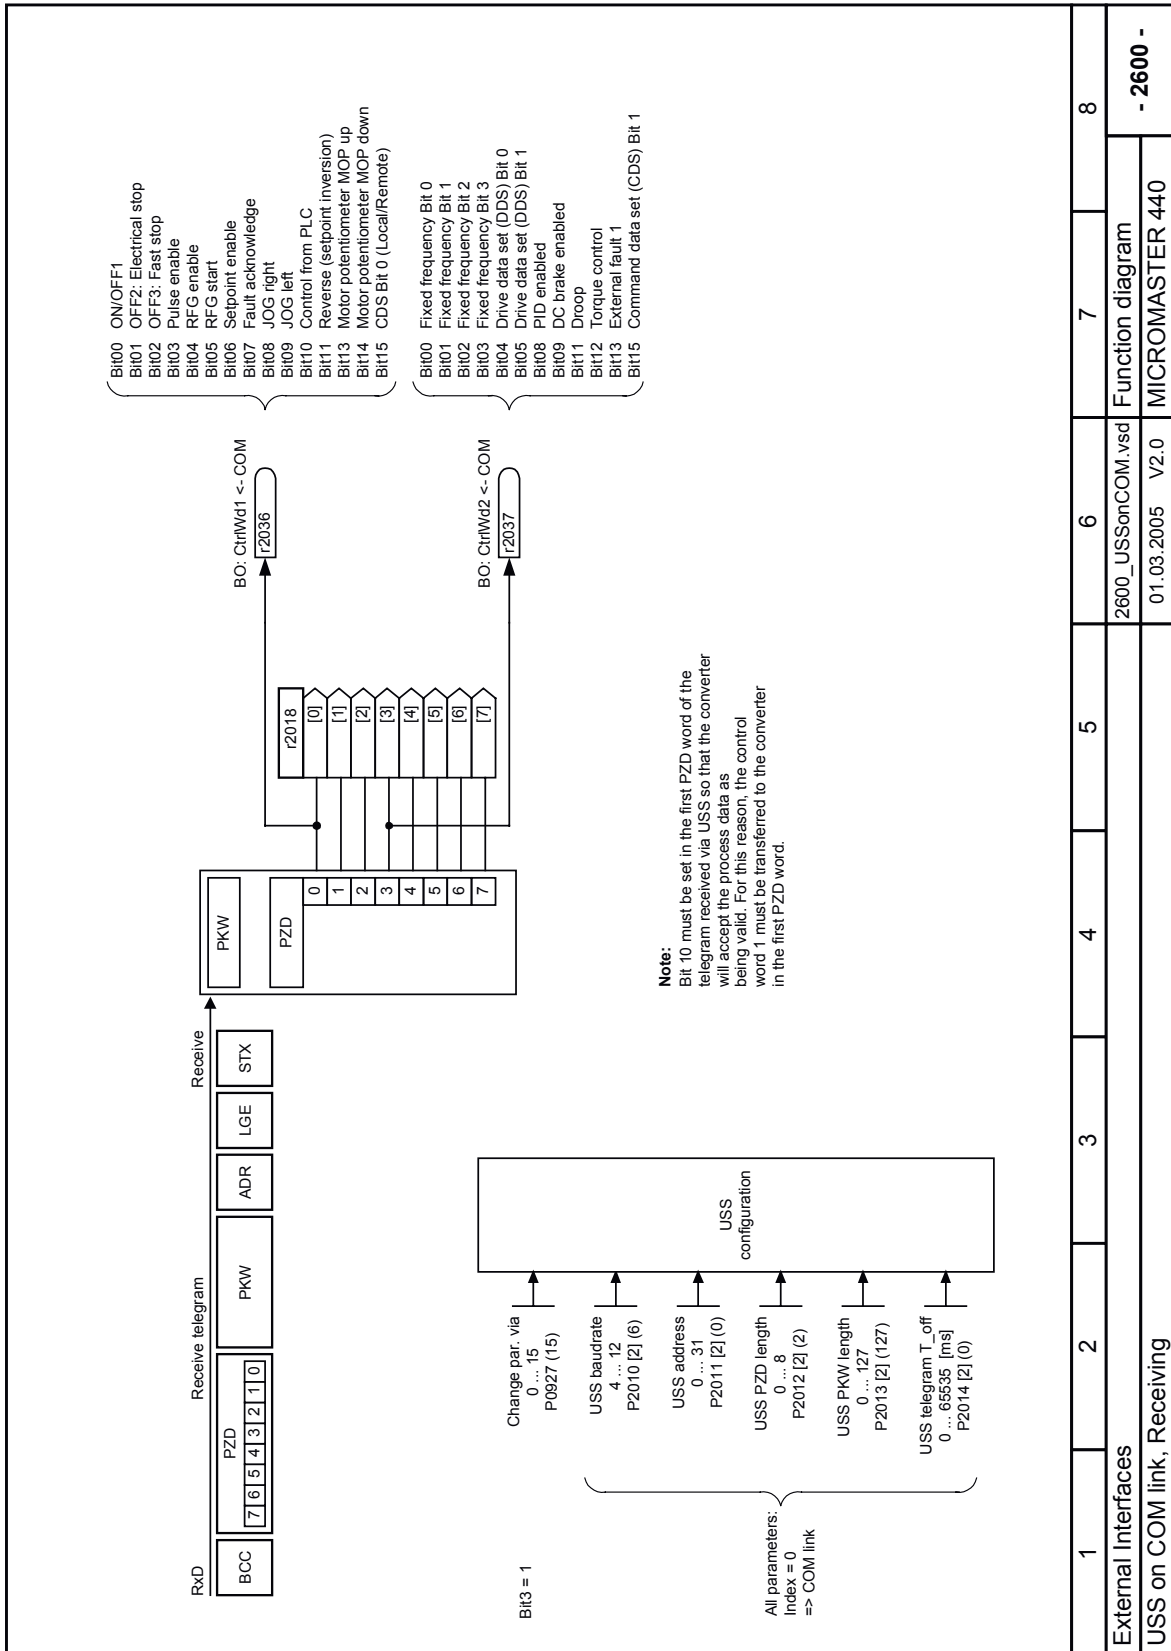 RxD
Receive telegram
Receive
BCC
PZD
7 6 5 4 3 2 1 0
PKW
ADR
LGE
STX
PKW
PZD
0
1
2
3
4
5
6
7
r2018
[0]
[1]
[2]
[3]
[4]
[5]
[6]
[7]
BO: CtrlWd1 <- COM
r2036
BO: CtrlWd2 <- COM
r2037
Bit00 ON/OFF1
Bit01 OFF2: Electrical stop
Bit02 OFF3: Fast stop
Bit03 Pulse enable
Bit04 RFG enable
Bit05 RFG start
Bit06 Setpoint enable
Bit07 Fault acknowledge
Bit08 JOG right
Bit09 JOG left
Bit10 Control from PLC
Bit11 Reverse (setpoint inversion)
Bit13 Motor potentiometer MOP up
Bit14 Motor potentiometer MOP down
Bit15 CDS Bit 0 (Local/Remote)
Bit00 Fixed frequency Bit 0
Bit01 Fixed frequency Bit 1
Bit02 Fixed frequency Bit 2
Bit03 Fixed frequency Bit 3
Bit04 Drive data set (DDS) Bit 0
Bit05 Drive data set (DDS) Bit 1
Bit08 PID enabled
Bit09 DC brake enabled
Bit11 Droop
Bit12 Torque control
Bit13 External fault 1
Bit15 Command data set (CDS) Bit 1
Bit3 = 1
Change par. via
0 ... 15
P0927 (15)
USS baudrate
4 ... 12
P2010 [2] (6)
USS address
0 ... 31
P2011 [2] (0)
USS PZD length
0 ... 8
P2012 [2] (2)
USS PKW length
0 ... 127
P2013 [2] (127)
USS telegram T_off
0 ... 65535 [ms]
P2014 [2] (0)
All parameters:
Index = 0
=> COM link
USS
configuration
Note:
Bit 10 must be set in the first PZD word of the
telegram received via USS so that the converter
will accept the process data as
being valid. For this reason, the control
word 1 must be transferred to the converter
in the first PZD word.
1 2 3 4 5 6 7 8
External Interfaces
2600_USSonCOM.vsd
Function diagram
- 2600 -
USS on COM link, Receiving
01.03.2005 V2.0
MICROMASTER 440